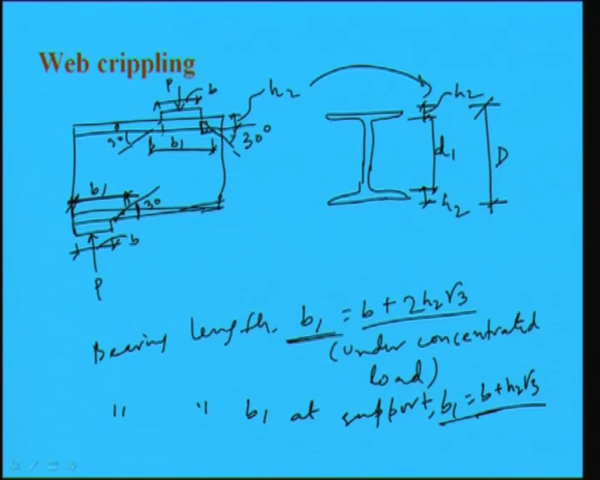 Web crippling
P
b
h₂
h₂
30°
30°
b₁
d₁
D
b₁
30
h₂
b
P
Bearing length, b₁ = b + 2h₂√3
(under concentrated
load)
" " b₁ at support, b₁ = b + h₂√3